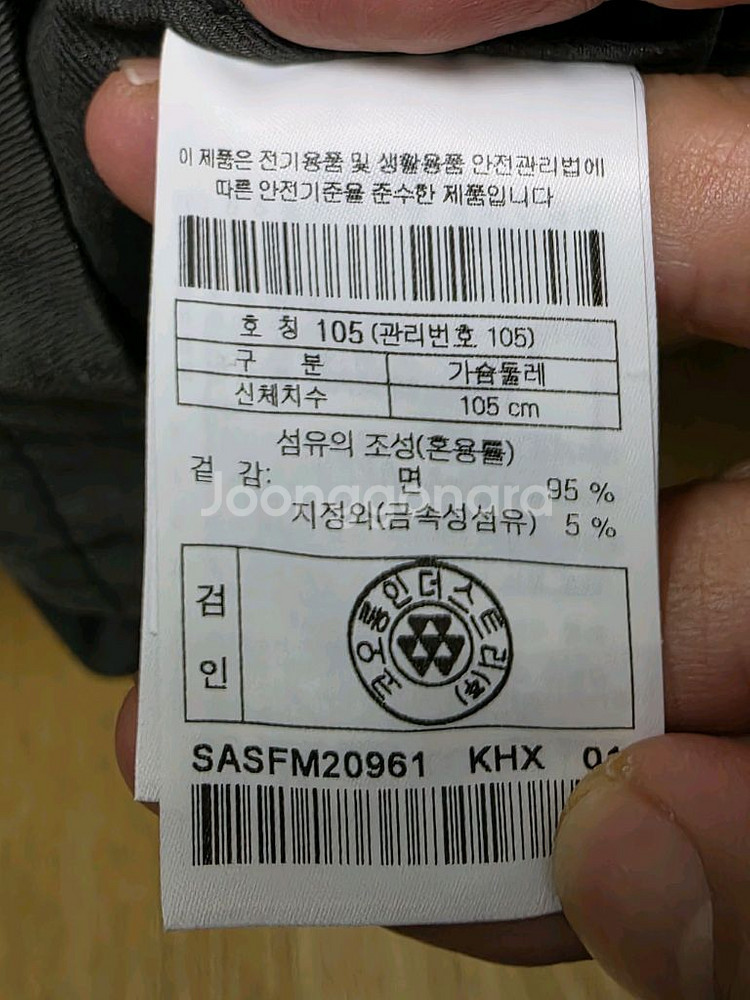 이 제품은 전기용품 및 생활용품 안전관리법에
따른 안전기준을 준수한 제품입니다
호 칭 105 (관리번호 105)
구 분 가슴둘레
신체치수 105 cm
섬유의 조성(혼용률)
겉 감: 면 95 %
지정외(금속성섬유) 5 %
Joonggonara
검인
코오롱인더스트리(주)
SASFM20961 KHX